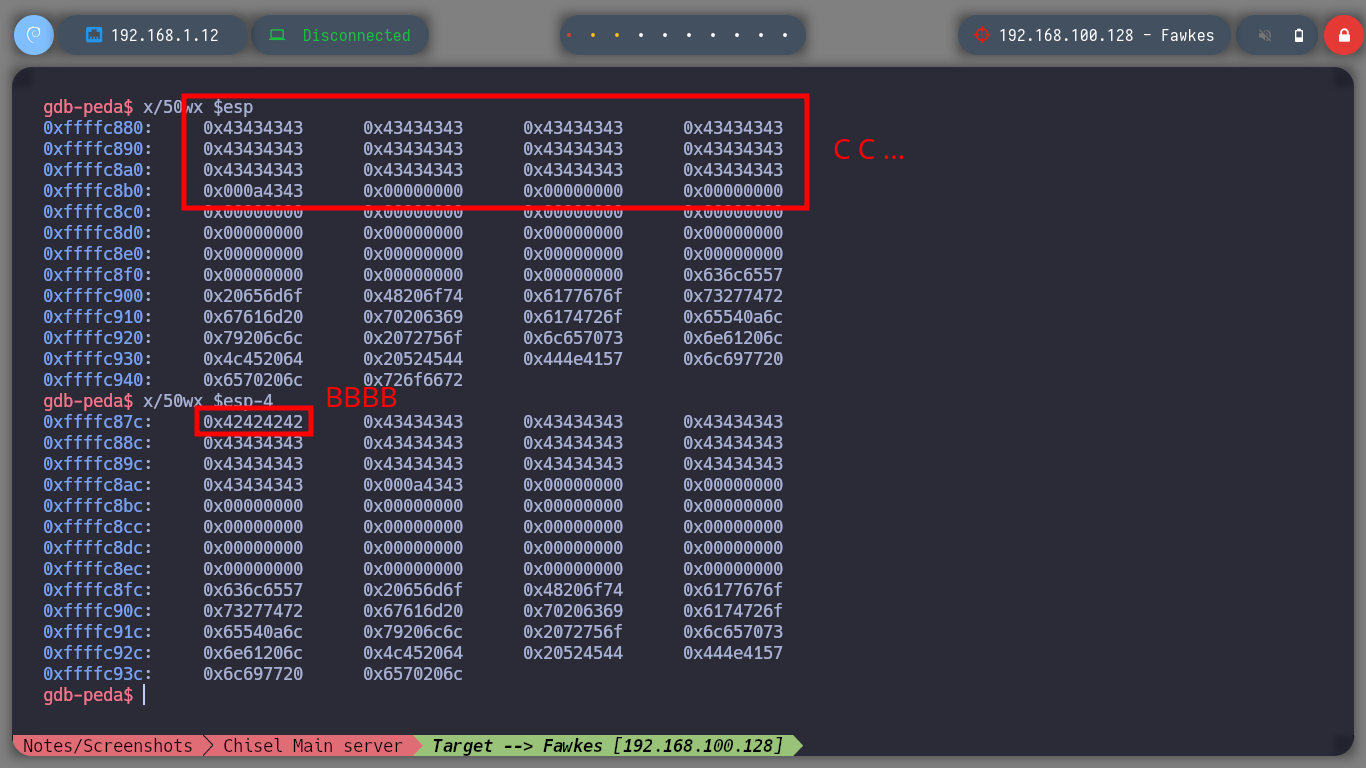 192.168.1.12 Disconnected 192.168.100.128 - Fawkes
gdb-peda$ x/50wx $esp
0xffffc880: 0x43434343 0x43434343 0x43434343 0x43434343
0xffffc890: 0x43434343 0x43434343 0x43434343 0x43434343
C C ...
0xffffc8a0: 0x43434343 0x43434343 0x43434343 0x43434343
0xffffc8b0: 0x000a4343 0x00000000 0x00000000 0x00000000
0xffffc8c0: 0x00000000 0x00000000 0x00000000 0x00000000
0xffffc8d0: 0x00000000 0x00000000 0x00000000 0x00000000
0xffffc8e0: 0x00000000 0x00000000 0x00000000 0x00000000
0xffffc8f0: 0x00000000 0x00000000 0x00000000 0x636c6557
0xffffc900: 0x20656d6f 0x48206f74 0x6177676f 0x73277472
0xffffc910: 0x67616d20 0x70206369 0x6174726f 0x65540a6c
0xffffc920: 0x79206c6c 0x2072756f 0x6c657073 0x6e61206c
0xffffc930: 0x4c452064 0x20524544 0x444e4157 0x6c697720
0xffffc940: 0x6570206c 0x726f6672
gdb-peda$ x/50wx $esp-4
BBBB
0xffffc87c: 0x42424242 0x43434343 0x43434343 0x43434343
0xffffc88c: 0x43434343 0x43434343 0x43434343 0x43434343
0xffffc89c: 0x43434343 0x43434343 0x43434343 0x43434343
0xffffc8ac: 0x43434343 0x000a4343 0x00000000 0x00000000
0xffffc8bc: 0x00000000 0x00000000 0x00000000 0x00000000
0xffffc8cc: 0x00000000 0x00000000 0x00000000 0x00000000
0xffffc8dc: 0x00000000 0x00000000 0x00000000 0x00000000
0xffffc8ec: 0x00000000 0x00000000 0x00000000 0x00000000
0xffffc8fc: 0x636c6557 0x20656d6f 0x48206f74 0x6177676f
0xffffc90c: 0x73277472 0x67616d20 0x70206369 0x6174726f
0xffffc91c: 0x65540a6c 0x79206c6c 0x2072756f 0x6c657073
0xffffc92c: 0x6e61206c 0x4c452064 0x20524544 0x444e4157
0xffffc93c: 0x6c697720 0x6570206c
gdb-peda$
Notes/Screenshots Chisel Main server Target --> Fawkes [192.168.100.128]